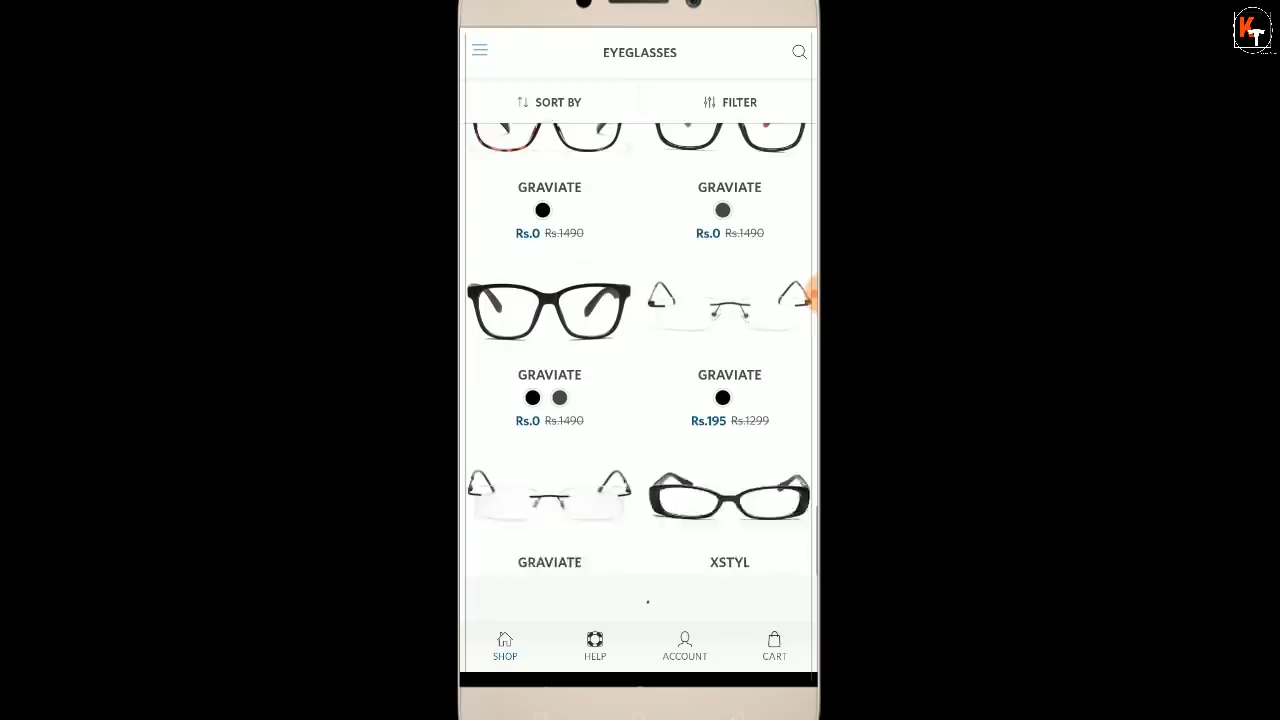 KT
EYEGLASSES
SORT BY
FILTER
GRAVIATE
GRAVIATE
Rs.0 Rs.1490
Rs.0 Rs.1490
GRAVIATE
GRAVIATE
Rs.0 Rs.1490
Rs.195 Rs.1299
GRAVIATE
XSTYL
SHOP
HELP
ACCOUNT
CART